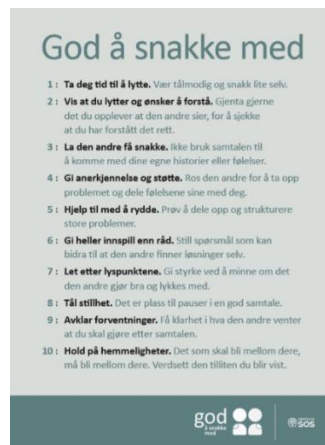 God å snakke med
1 : Ta deg tid til å lytte. Vær tålmodig og snakk lite selv.
2 : Vis at du lytter og ønsker å forstå. Gjenta gjerne
det du opplever at den andre sier, for å sjekke
at du har forstått det rett.
3 : La den andre få snakke. Ikke bruk samtalen til
å komme med dine egne historier eller følelser.
4 : Gi anerkjennelse og støtte. Ros den andre for å ta opp
problemet og dele følelsene sine med deg.
5 : Hjelp til med å rydde. Prøv å dele opp og strukturere
store problemer.
6 : Gi heller innspill enn råd. Still spørsmål som kan
bidra til at den andre finner løsninger selv.
7 : Let etter lyspunktene. Gi styrke ved å minne om det
den andre gjør bra og lykkes med.
8 : Tål stillhet. Det er plass til pauser i en god samtale.
9 : Avklar forventninger. Få klarhet i hva den andre venter
at du skal gjøre etter samtalen.
10 : Hold på hemmeligheter. Det som skal bli mellom dere,
må bli mellom dere. Verdsett den tilliten du blir vist.
god
å snakke
med
SOS